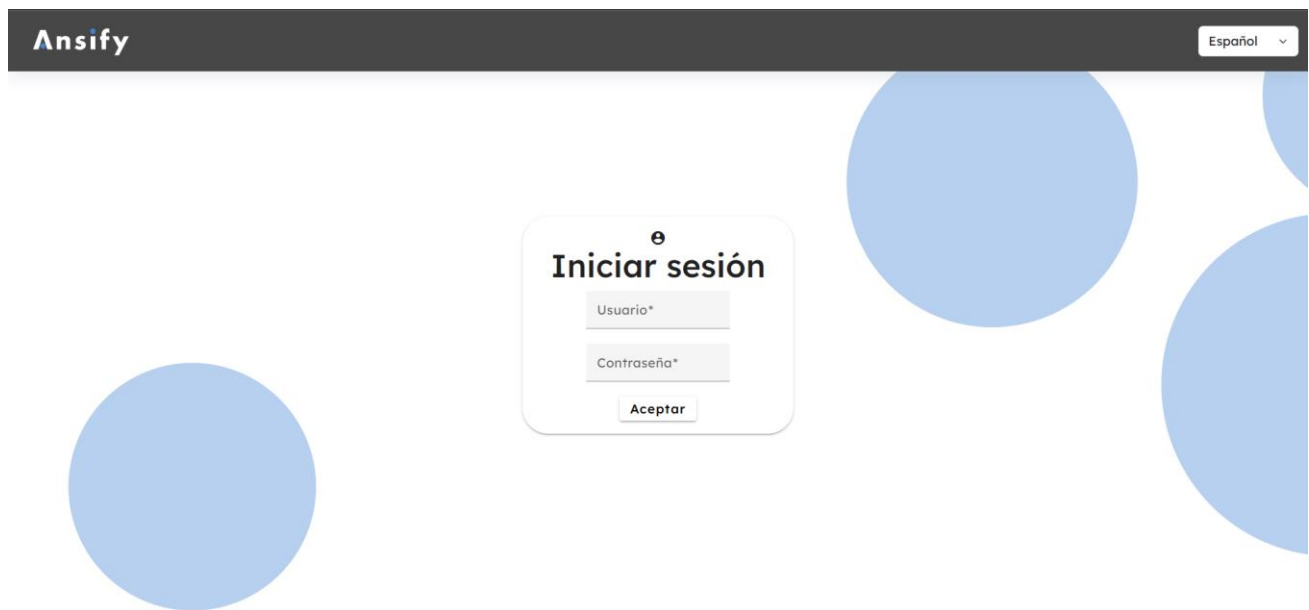 Ansify
Español
Iniciar sesión
Usuario*
Contraseña*
Aceptar